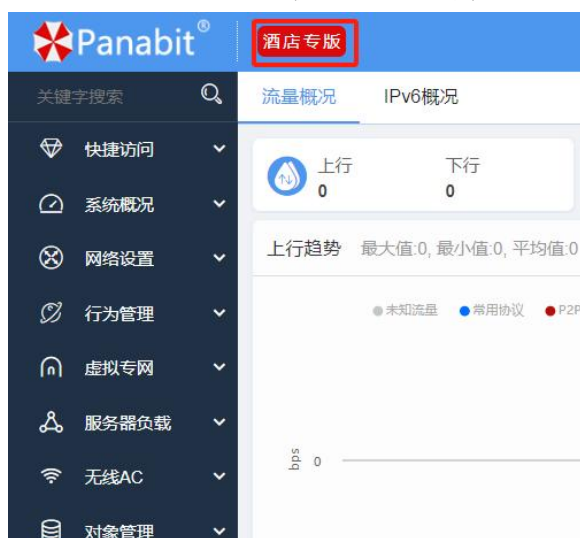 Panabit®
酒店专版
关键字搜索
流量概况
IPv6概况
快捷访问
系统概况
网络设置
行为管理
虚拟专网
服务器负载
无线AC
对象管理
上行
下行
0
0
上行趋势 最大值:0, 最小值:0, 平均值:0
未知流量 常用协议 P2P
bps 0